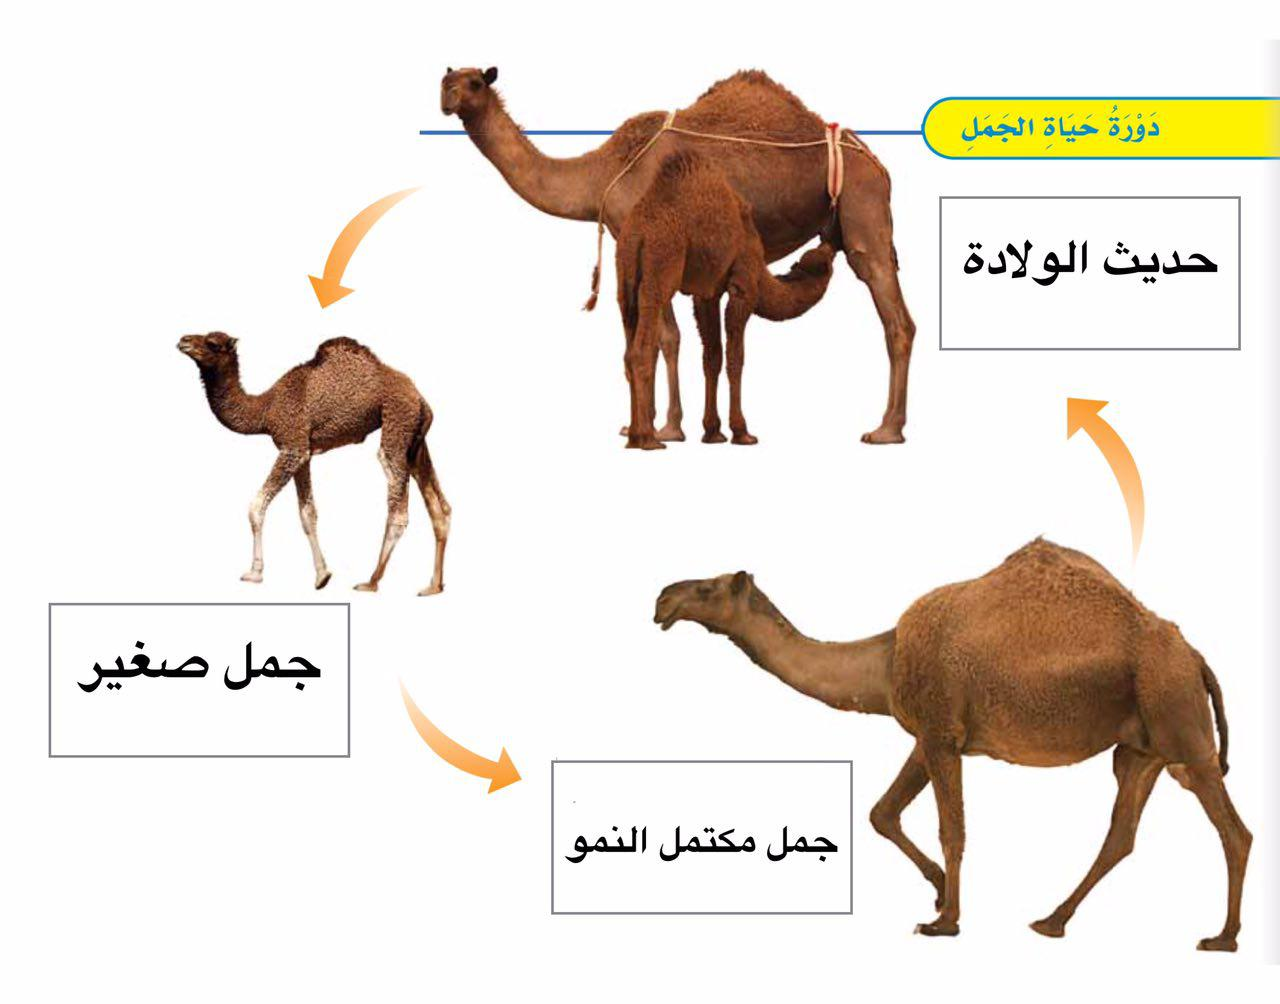 دَوْرَةُ حَيَاةِ الجَمَلِ
حديث الولادة
جمل صغير
جمل مكتمل النمو